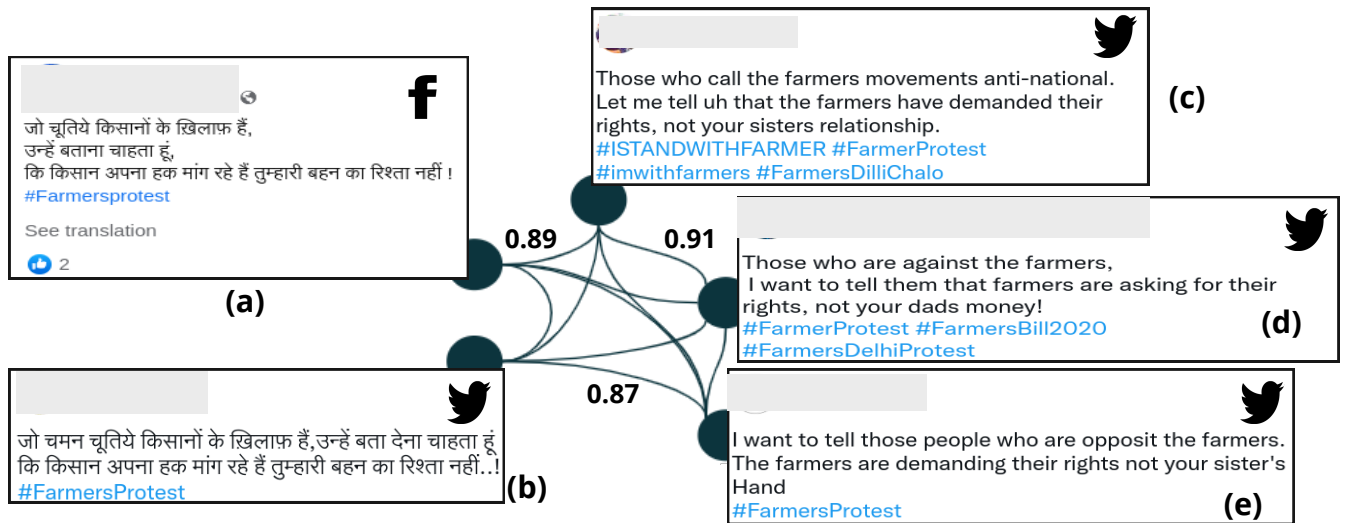 जो चूतिये किसानों के ख़िलाफ़ हैं,
उन्हें बताना चाहता हूं,
कि किसान अपना हक मांग रहे हैं तुम्हारी बहन का रिश्ता नहीं !
#Farmersprotest
See translation
2
(a)
जो चमन चूतिये किसानों के ख़िलाफ़ हैं,उन्हें बता देना चाहता हूं
कि किसान अपना हक मांग रहे हैं तुम्हारी बहन का रिश्ता नहीं..!
#FarmersProtest
(b)
Those who call the farmers movements anti-national.
Let me tell uh that the farmers have demanded their
rights, not your sisters relationship.
#ISTANDWITHFARMER #FarmerProtest
#imwithfarmers #FarmersDilliChalo
(c)
0.89
0.91
0.87
Those who are against the farmers,
I want to tell them that farmers are asking for their
rights, not your dads money!
#FarmerProtest #FarmersBill2020
#FarmersDelhiProtest
(d)
I want to tell those people who are opposit the farmers.
The farmers are demanding their rights not your sister's
Hand
#FarmersProtest
(e)